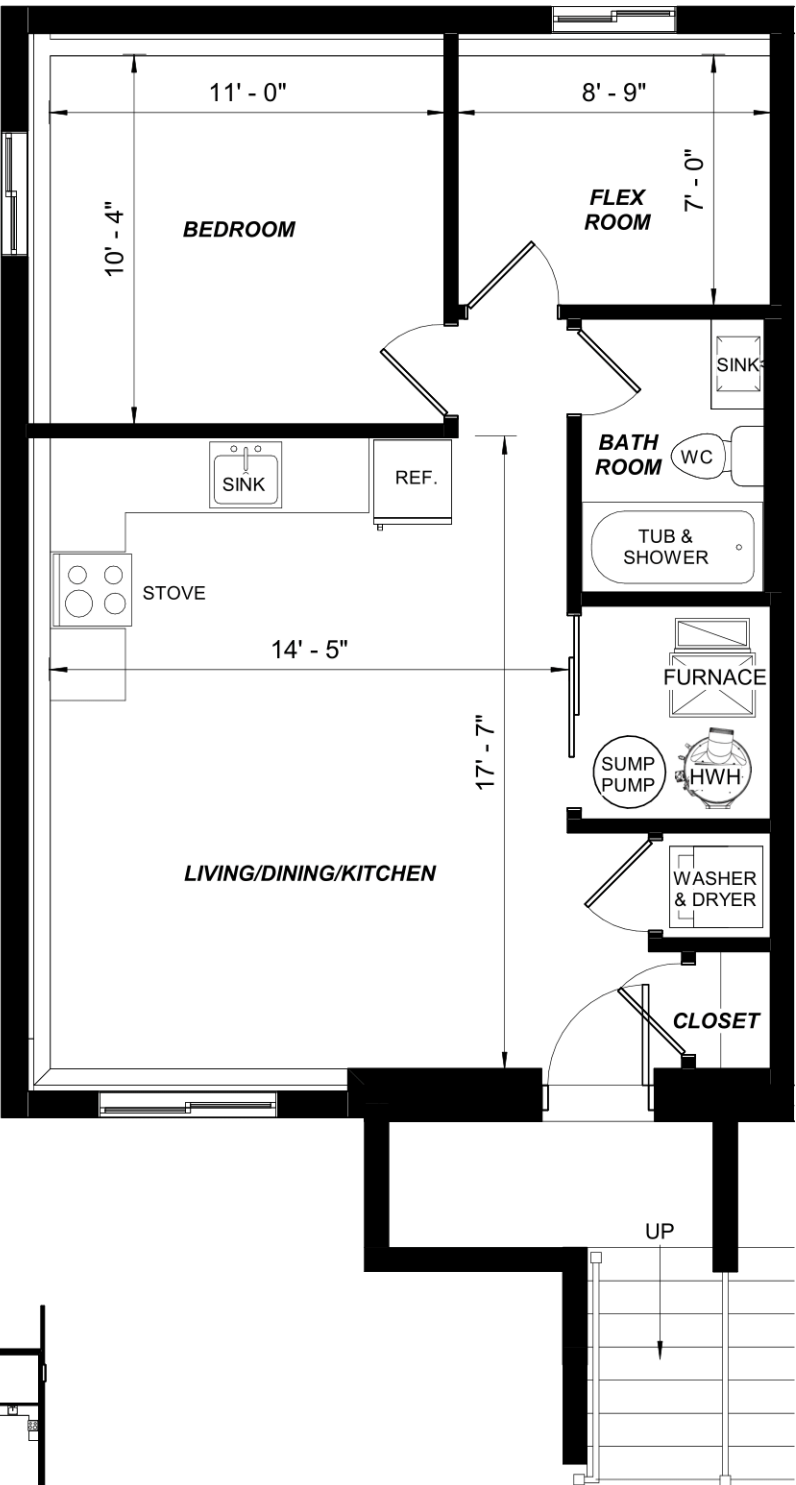 11' - 0"
8' - 9"
10' - 4"
7' - 0"
BEDROOM
FLEX
ROOM
SINK
BATH
ROOM
WC
SINK
REF.
TUB &
SHOWER
STOVE
14' - 5"
17' - 7"
FURNACE
SUMP
PUMP
HWH
LIVING/DINING/KITCHEN
WASHER
& DRYER
CLOSET
UP